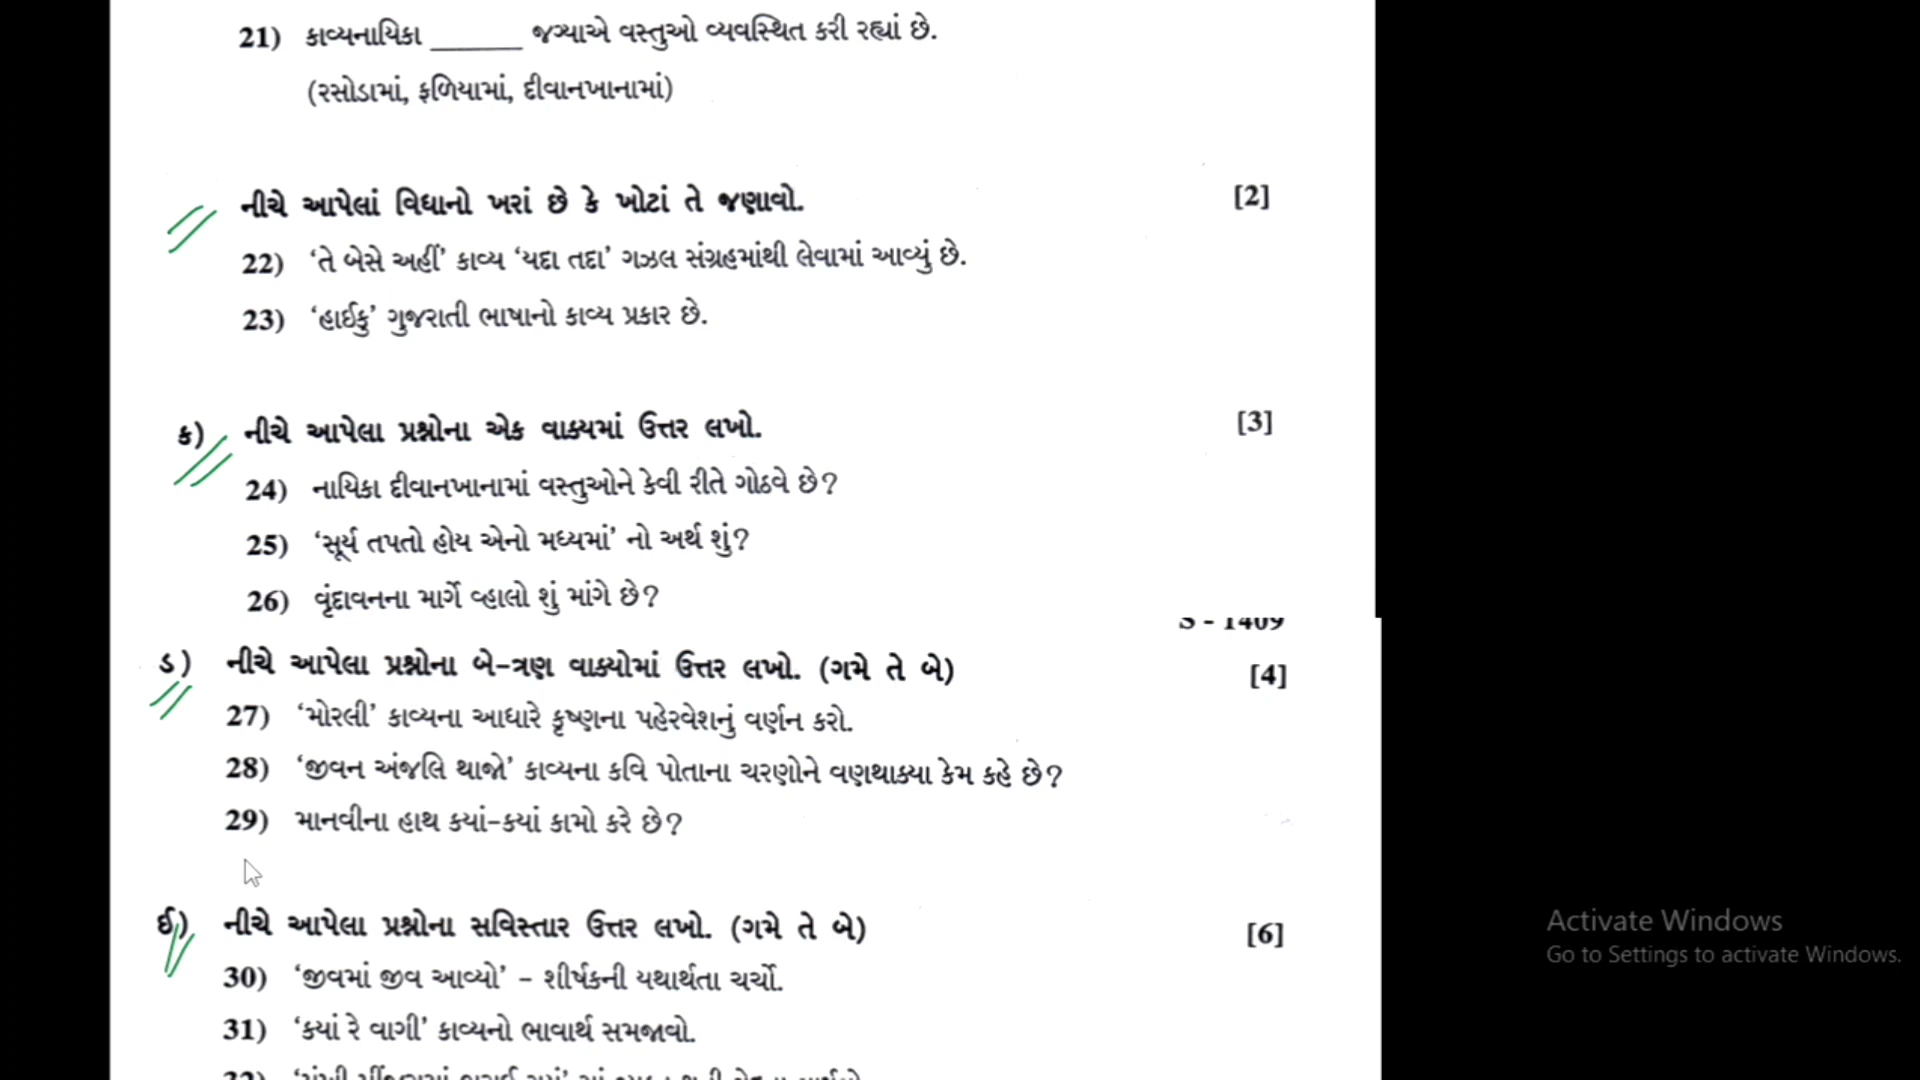 21) કાવ્યનાયિકા ______ જગ્યાએ વસ્તુઓ વ્યવસ્થિત કરી રહ્યાં છે.
(રસોડામાં, ફળિયામાં, દીવાનખાનામાં)
નીચે આપેલાં વિધાનો ખરાં છે કે ખોટાં તે જણાવો. [2]
22) ‘તે બેસે અહીં’ કાવ્ય ‘યદા તદા’ ગઝલ સંગ્રહમાંથી લેવામાં આવ્યું છે.
23) ‘હાઈકુ’ ગુજરાતી ભાષાનો કાવ્ય પ્રકાર છે.
ક) નીચે આપેલા પ્રશ્નોના એક વાક્યમાં ઉત્તર લખો. [3]
24) નાયિકા દીવાનખાનામાં વસ્તુઓને કેવી રીતે ગોઠવે છે?
25) ‘સૂર્ય તપતો હોય એનો મધ્યમાં’ નો અર્થ શું?
26) વૃંદાવનના માર્ગે વ્હાલો શું માંગે છે?
S - 1409
ડ) નીચે આપેલા પ્રશ્નોના બે-ત્રણ વાક્યોમાં ઉત્તર લખો. (ગમે તે બે) [4]
27) ‘મોરલી’ કાવ્યના આધારે કૃષ્ણના પહેરવેશનું વર્ણન કરો.
28) ‘જીવન અંજલિ થાજો’ કાવ્યના કવિ પોતાના ચરણોને વણથાક્યા કેમ કહે છે?
29) માનવીના હાથ કયાં-કયાં કામો કરે છે?
ઈ) નીચે આપેલા પ્રશ્નોના સવિસ્તાર ઉત્તર લખો. (ગમે તે બે) [6]
30) ‘જીવમાં જીવ આવ્યો’ – શીર્ષકની યથાર્થતા ચર્ચો.
31) ‘કયાં રે વાગી’ કાવ્યનો ભાવાર્થ સમજાવો.
Activate Windows
Go to Settings to activate Windows.